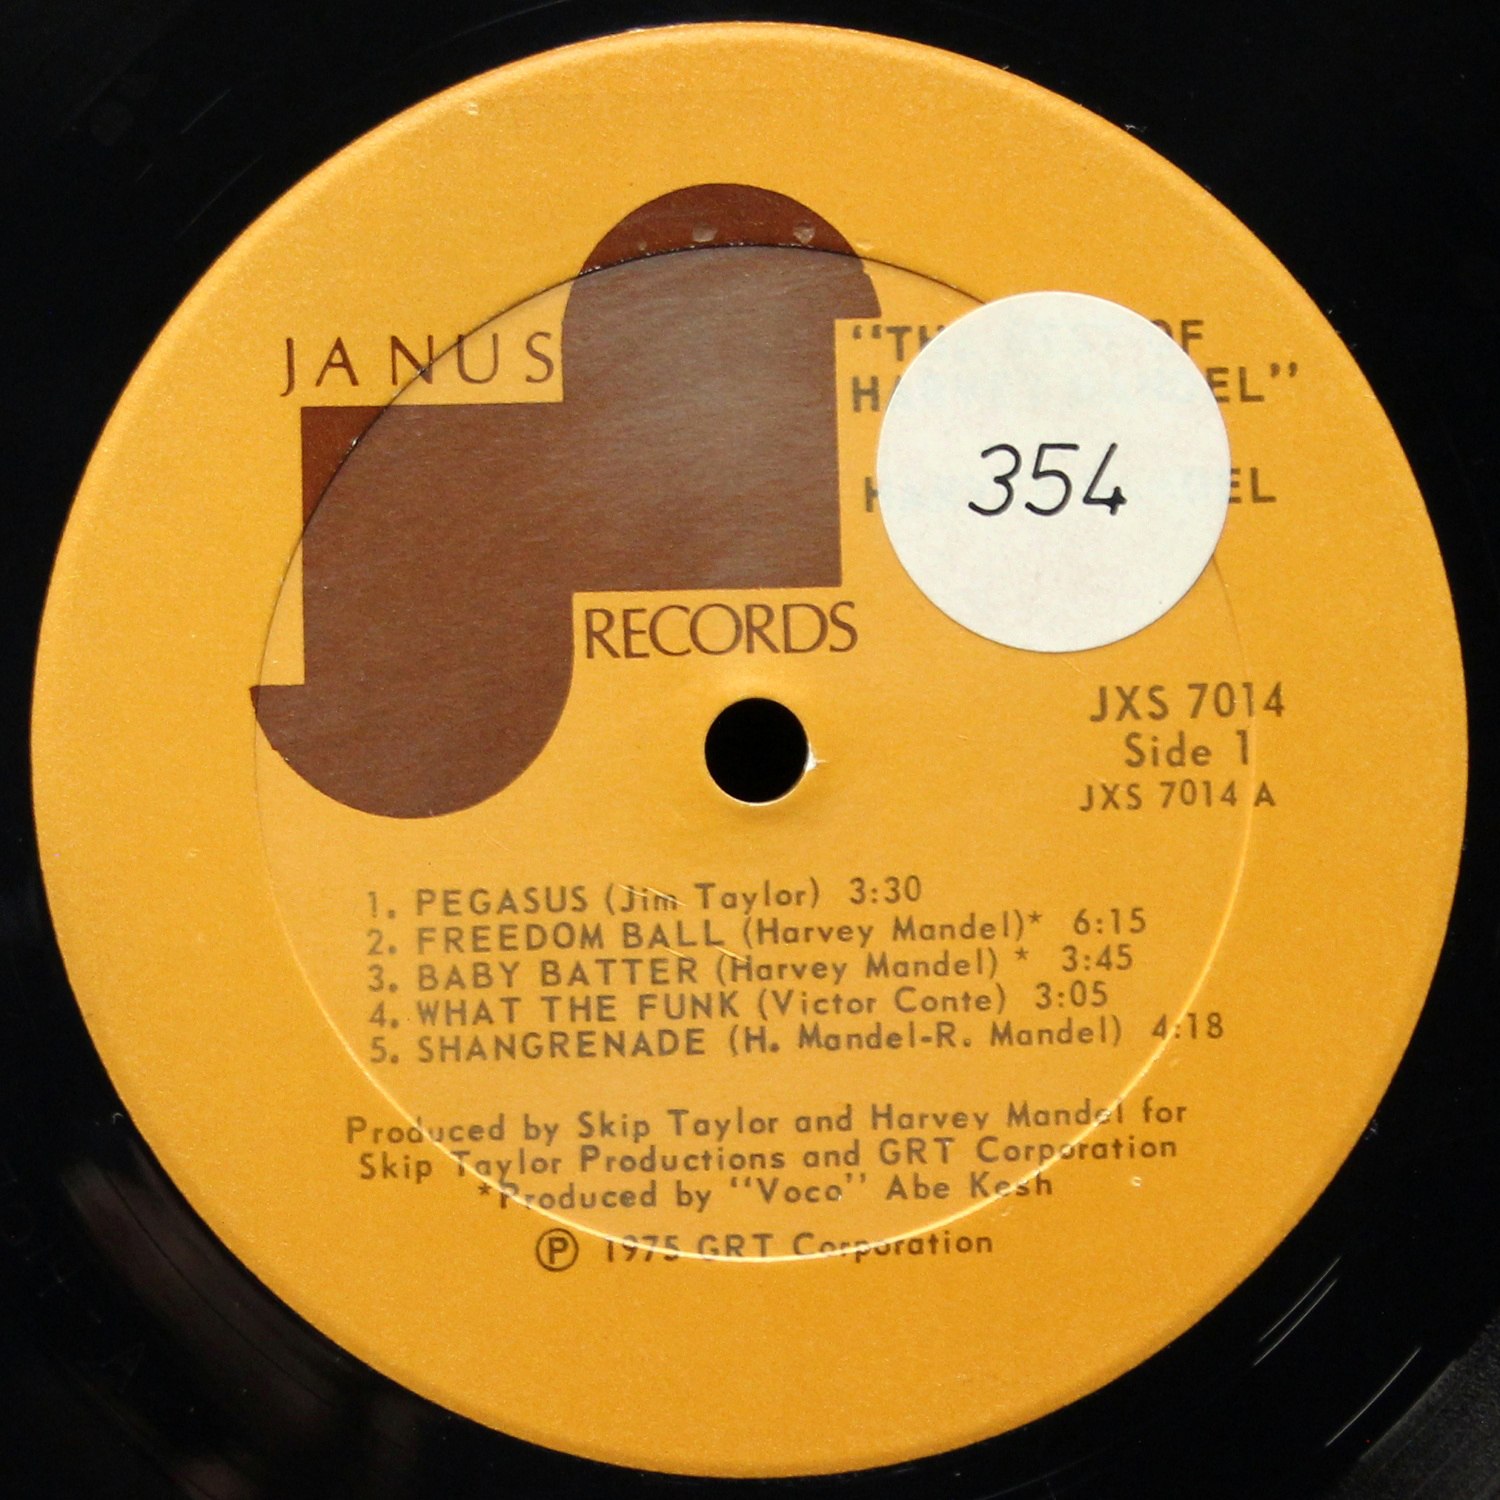 JANUS
RECORDS
OF
354
JXS 7014
Side 1
JXS 7014 A
1. PEGASUS (Jim Taylor) 3:30
2. FREEDOM BALL (Harvey Mandel)* 6:15
3. BABY BATTER (Harvey Mandel) * 3:45
4. WHAT THE FUNK (Victor Conte) 3:05
5. SHANGRENADE (H. Mandel-R. Mandel) 4:18
Produced by Skip Taylor and Harvey Mandel for
Skip Taylor Productions and GRT Corporation
*Produced by "Voco" Abe Kesh
Ⓟ 1975 GRT Corporation